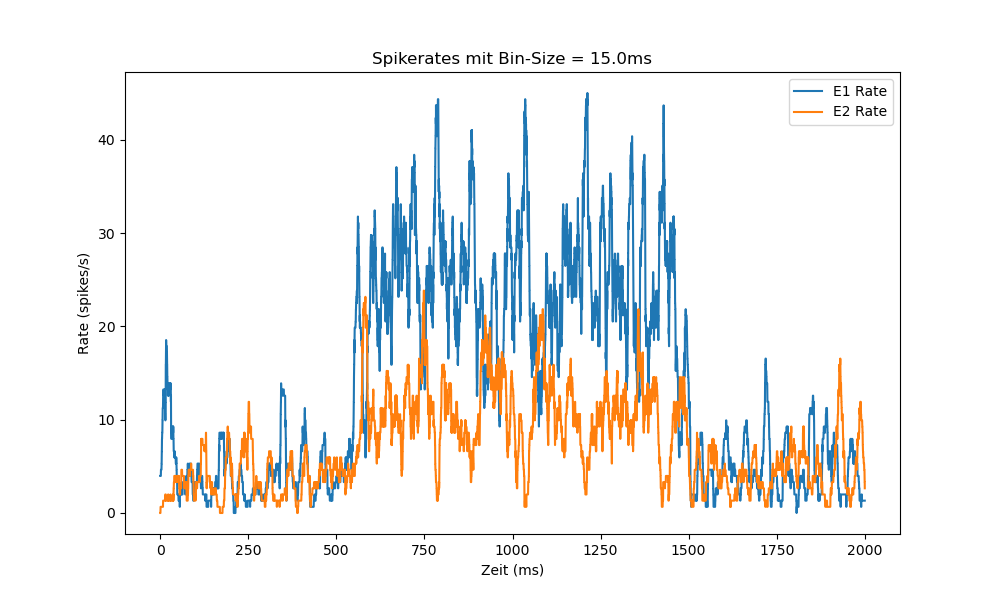 Spikerates mit Bin-Size = 15.0ms
E1 Rate
E2 Rate
40
30
20
10
0
Rate (spikes/s)
0 250 500 750 1000 1250 1500 1750 2000
Zeit (ms)